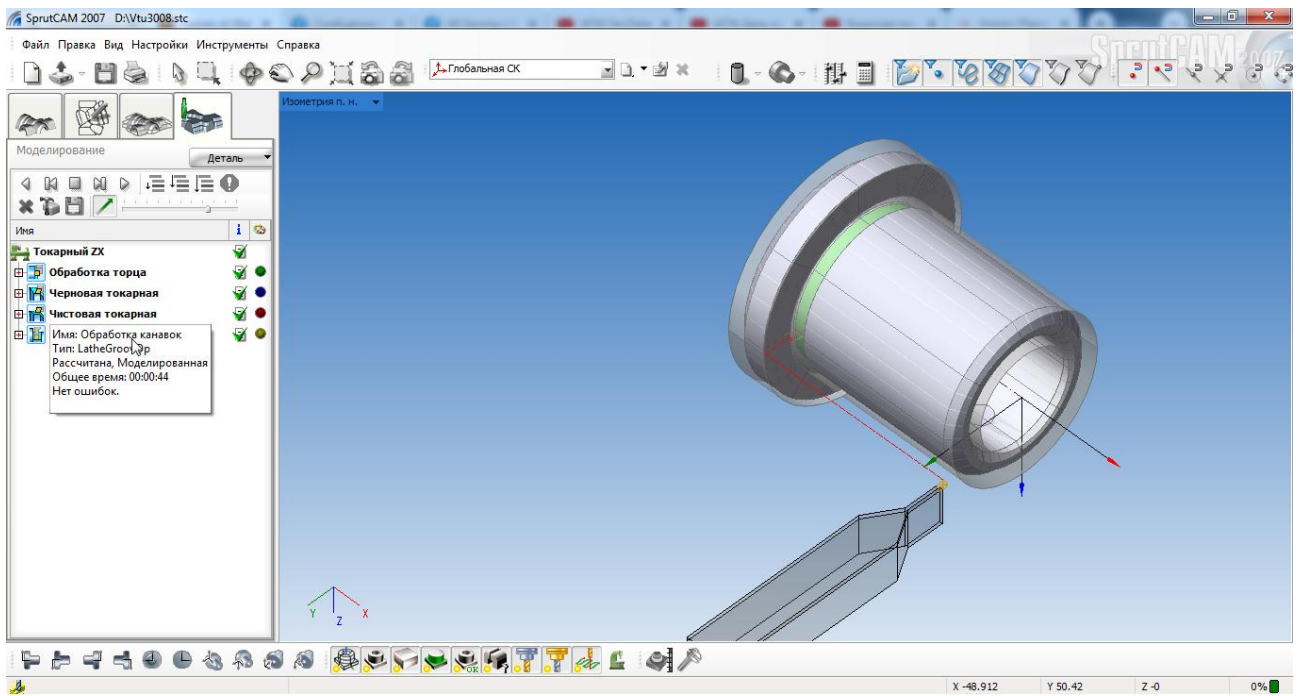 SprutCAM 2007 D:\Vtu3008.stc
Файл Правка Вид Настройки Инструменты Справка
SprutCAM 2007
Глобальная СК
Изометрия п. н.
Моделирование
Деталь
Имя
Токарный ZX
Обработка торца
Черновая токарная
Чистовая токарная
Имя: Обработка канавок
Тип: LatheGroov p
Рассчитана, Моделированная
Общее время: 00:00:44
Нет ошибок.
Y Z X
X -48.912 Y 50.42 Z -0 0%